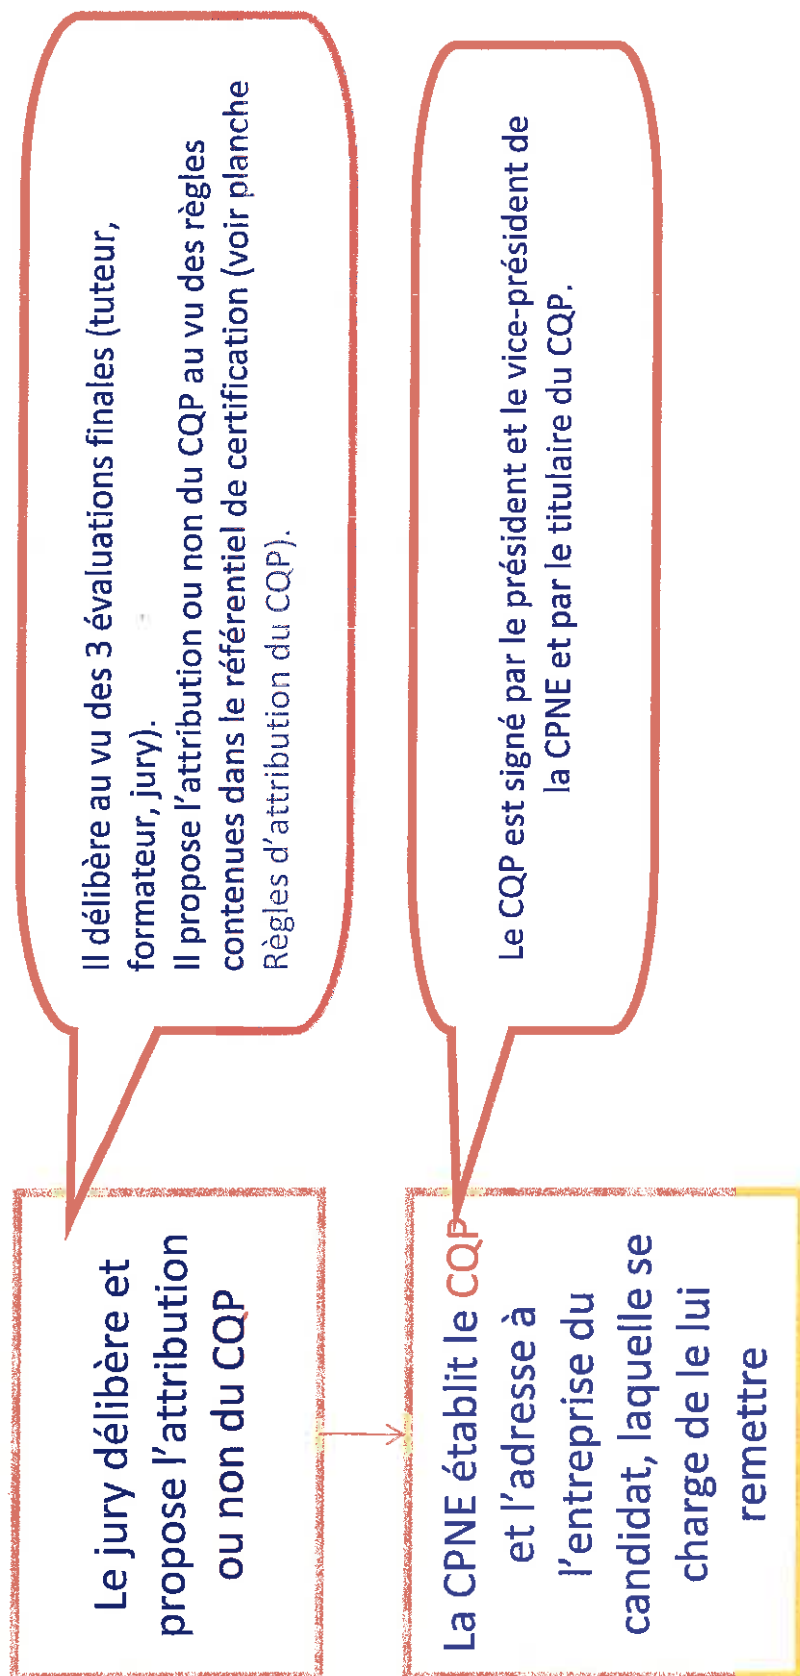 Le jury délibère et
propose l'attribution
ou non du CQP
Il délibère au vu des 3 évaluations finales (tuteur,
formateur, jury).
Il propose l'attribution ou non du CQP au vu des règles
contenues dans le référentiel de certification (voir planche
Règles d'attribution du CQP).
La CPNE établit le CQP
et l'adresse à
l'entreprise du
candidat, laquelle se
charge de le lui
remettre
Le CQP est signé par le président et le vice-président de
la CPNE et par le titulaire du CQP.